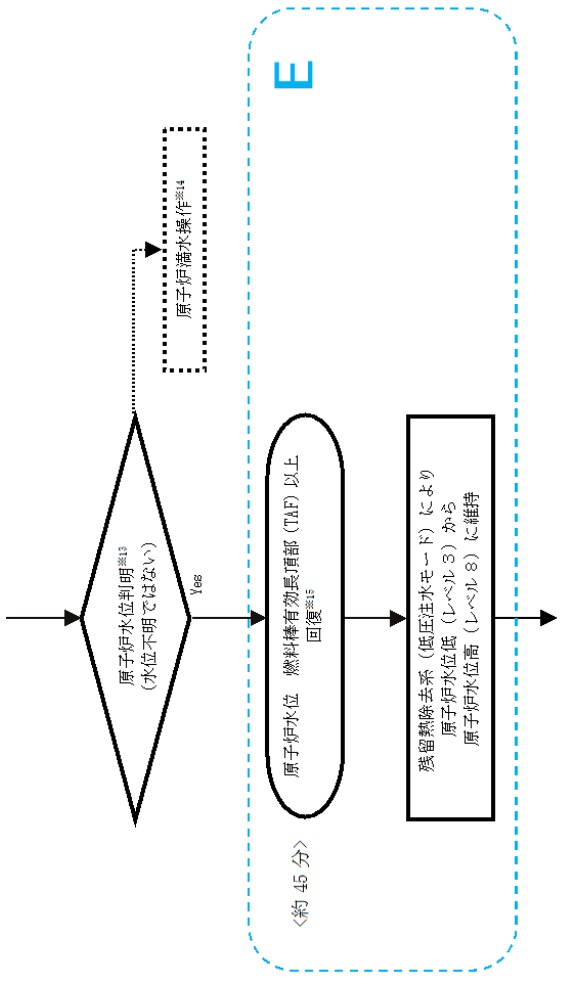 原子炉水位判明※13
(水位不明ではない)
Yes
原子炉満水操作※14
E
<約 45 分>
原子炉水位　燃料棒有効長頂部(TAF)以上
回復※15
残留熱除去系(低圧注水モード)により
原子炉水位低(レベル3)から
原子炉水位高(レベル8)に維持